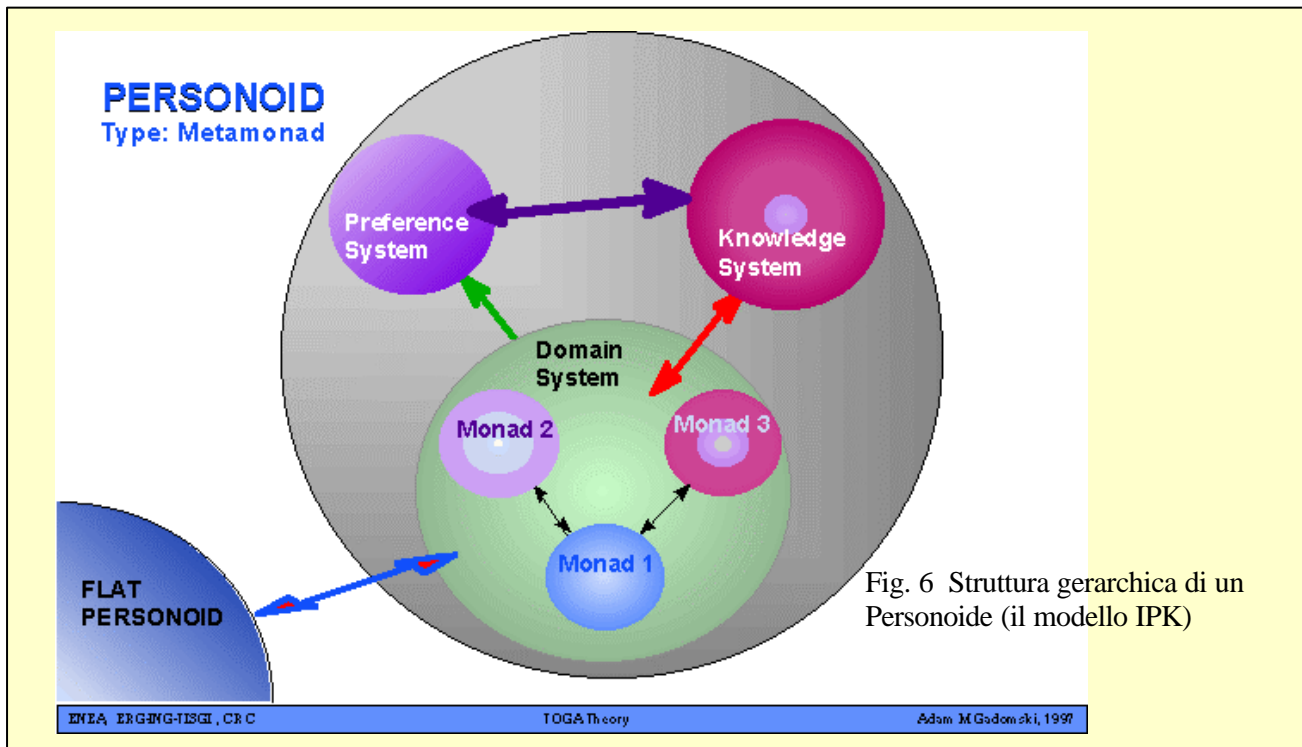 PERSONOID
Type: Metamonad
Preference
System
Knowledge
System
Domain
System
Monad 2
Monad 3
Monad 1
FLAT
PERSONOID
Fig. 6 Struttura gerarchica di un
Personoide (il modello IPK)
ENEA, ERG-ING-TISGI, CRC
TOGA Theory
Adam M Gadomski, 1997